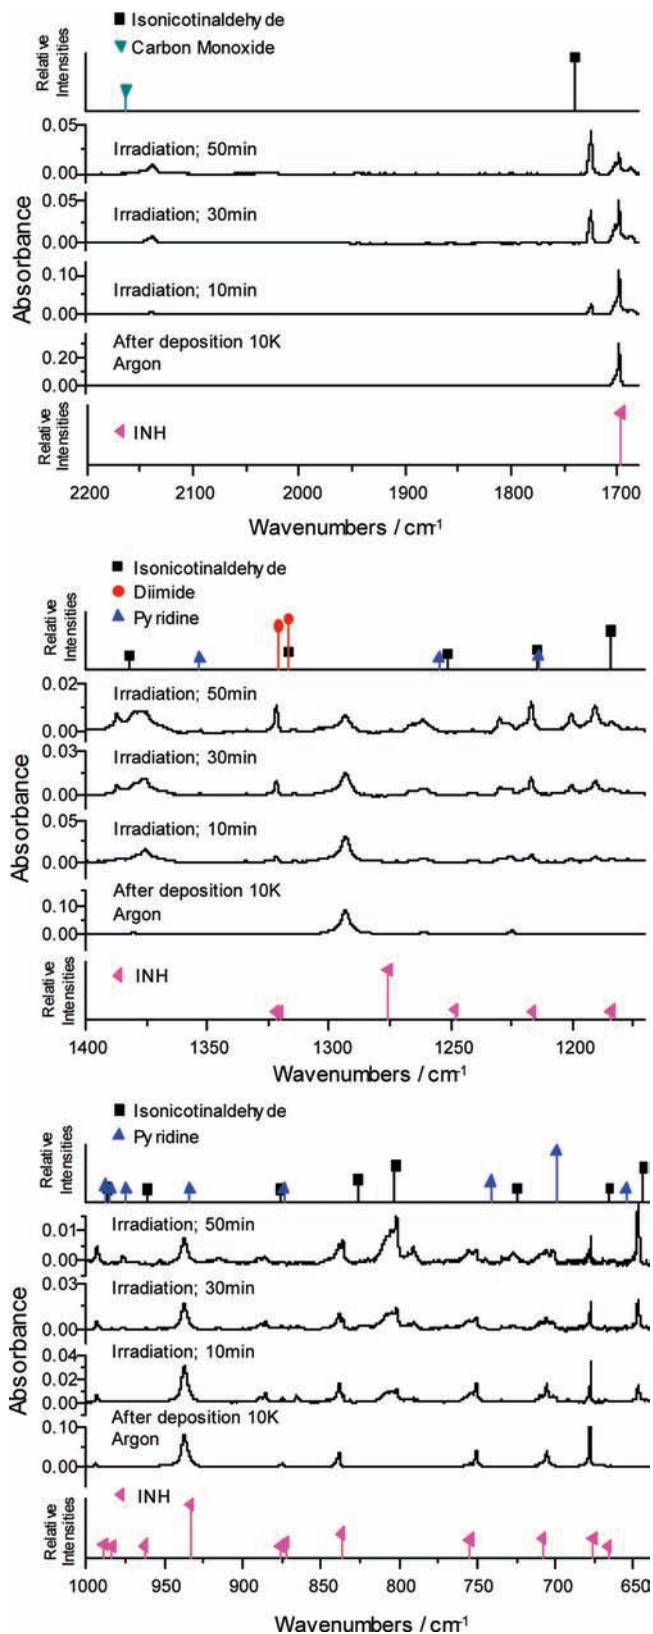 Isonicotinaldehyde
Carbon Monoxide
Relative
Intensities
0.05
Irradiation; 50min
0.00
0.05
Irradiation; 30min
0.00
0.10
Irradiation; 10min
0.00
After deposition 10K
0.20
Argon
0.00
Absorbance
Relative
Intensities
INH
2200 2100 2000 1900 1800 1700
Wavenumbers / cm-1
Isonicotinaldehyde
Diimide
Pyridine
Relative
Intensities
0.02
Irradiation; 50min
0.00
0.03
Irradiation; 30min
0.00
0.05
Irradiation; 10min
0.00
After deposition 10K
0.10
Argon
0.00
Absorbance
Relative
Intensities
INH
1400 1350 1300 1250 1200
Wavenumbers / cm-1
Isonicotinaldehyde
Pyridine
Relative
Intensities
Irradiation; 50min
0.01
0.00
0.03
Irradiation; 30min
0.00
Irradiation; 10min
0.04
0.02
0.00
After deposition 10K
0.10
Argon
0.00
Absorbance
Relative
Intensities
INH
1000 950 900 850 800 750 700 650
Wavenumbers / cm-1